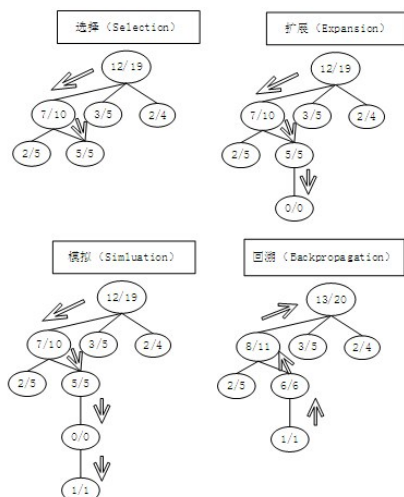 选择（Selection）
12/19
7/10 3/5 2/4
2/5 5/5
扩展（Expansion）
12/19
7/10 3/5 2/4
2/5 5/5
0/0
模拟（Simluation）
12/19
7/10 3/5 2/4
2/5 5/5
0/0
1/1
回溯（Backpropagation）
13/20
8/11 3/5 2/4
2/5 6/6
1/1